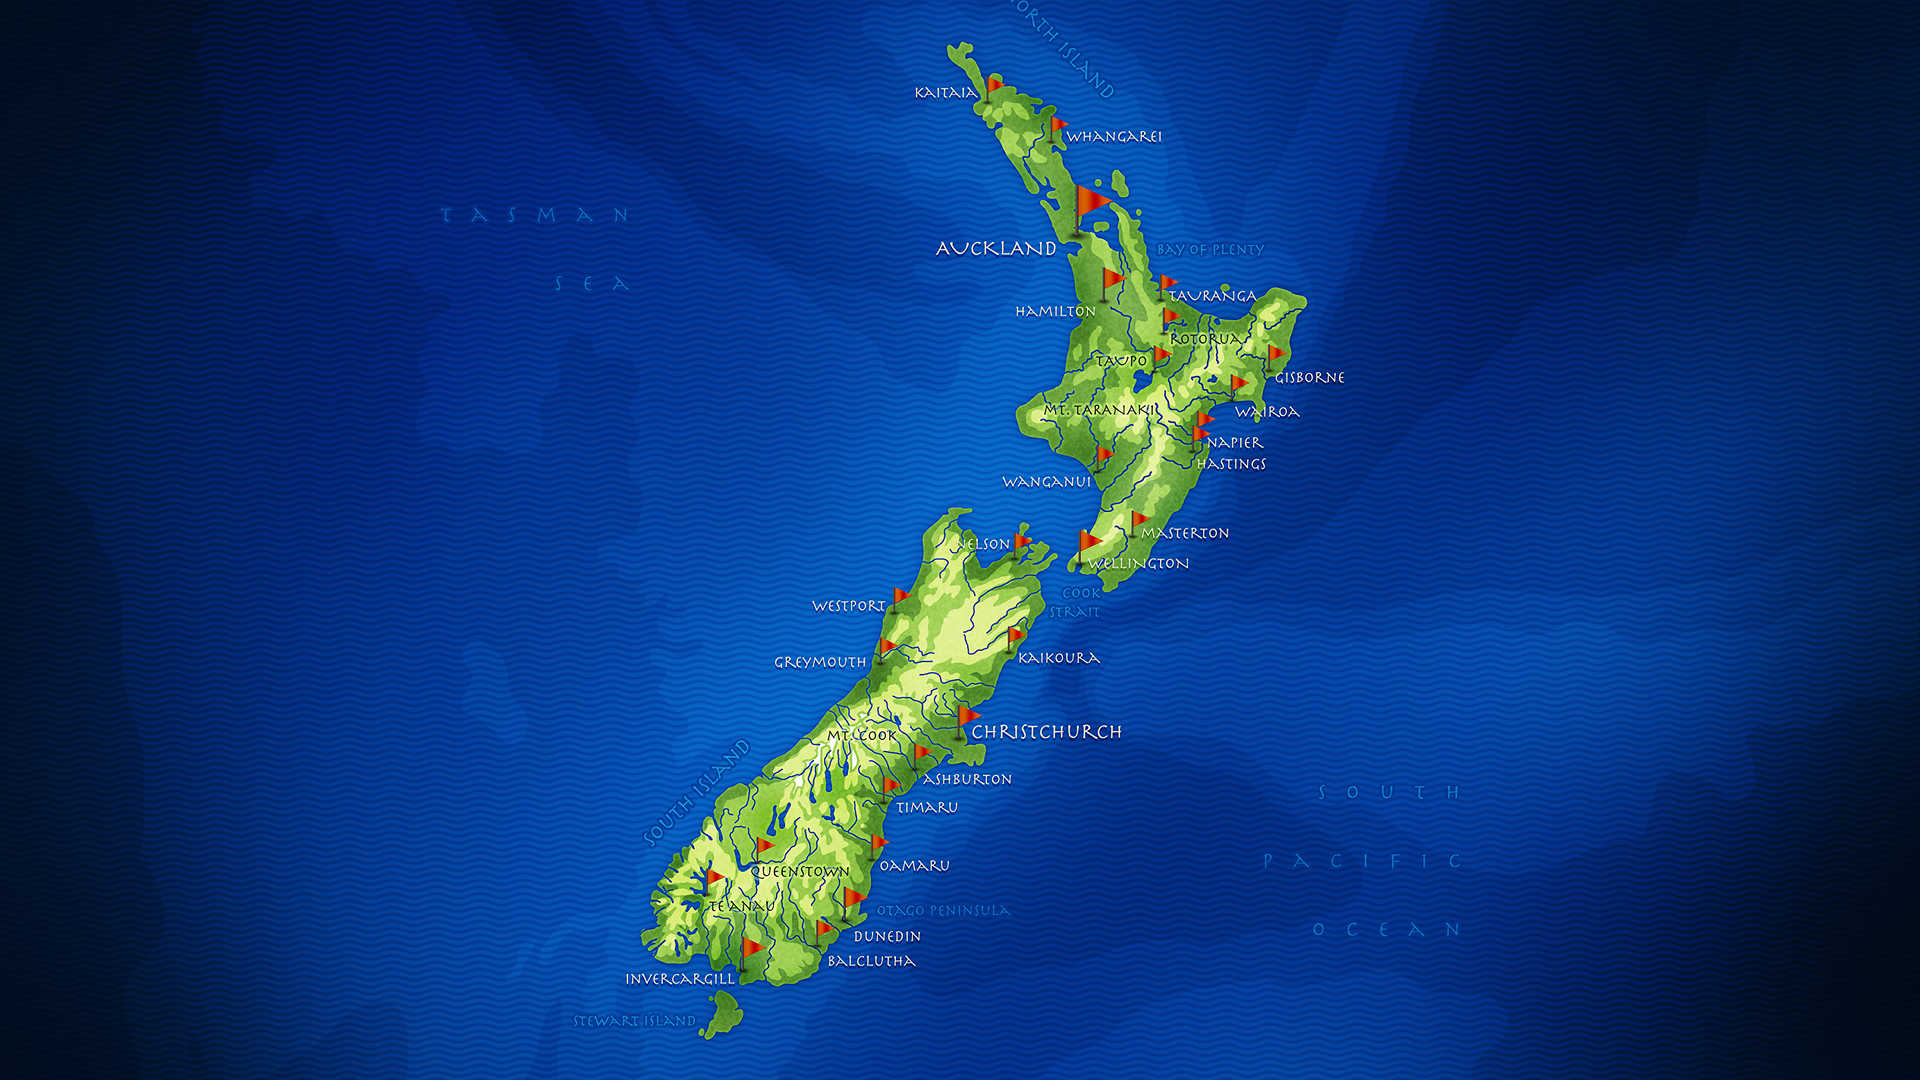 NORTH ISLAND
KAITAIA
WHANGAREI
TASMAN
SEA
AUCKLAND
BAY OF PLENTY
HAMILTON
TAURANGA
ROTORUA
TAUPO
GISBORNE
MT. TARANAKI
WAIROA
NAPIER
HASTINGS
WANGANUI
MASTERTON
NELSON
WELLINGTON
COOK
STRAIT
WESTPORT
GREYMOUTH
KAIKOURA
CHRISTCHURCH
MT. COOK
SOUTH ISLAND
ASHBURTON
TIMARU
SOUTH
PACIFIC
OCEAN
OAMARU
QUEENSTOWN
TE ANAU
OTAGO PENINSULA
DUNEDIN
BALCLUTHA
INVERCARGILL
STEWART ISLAND